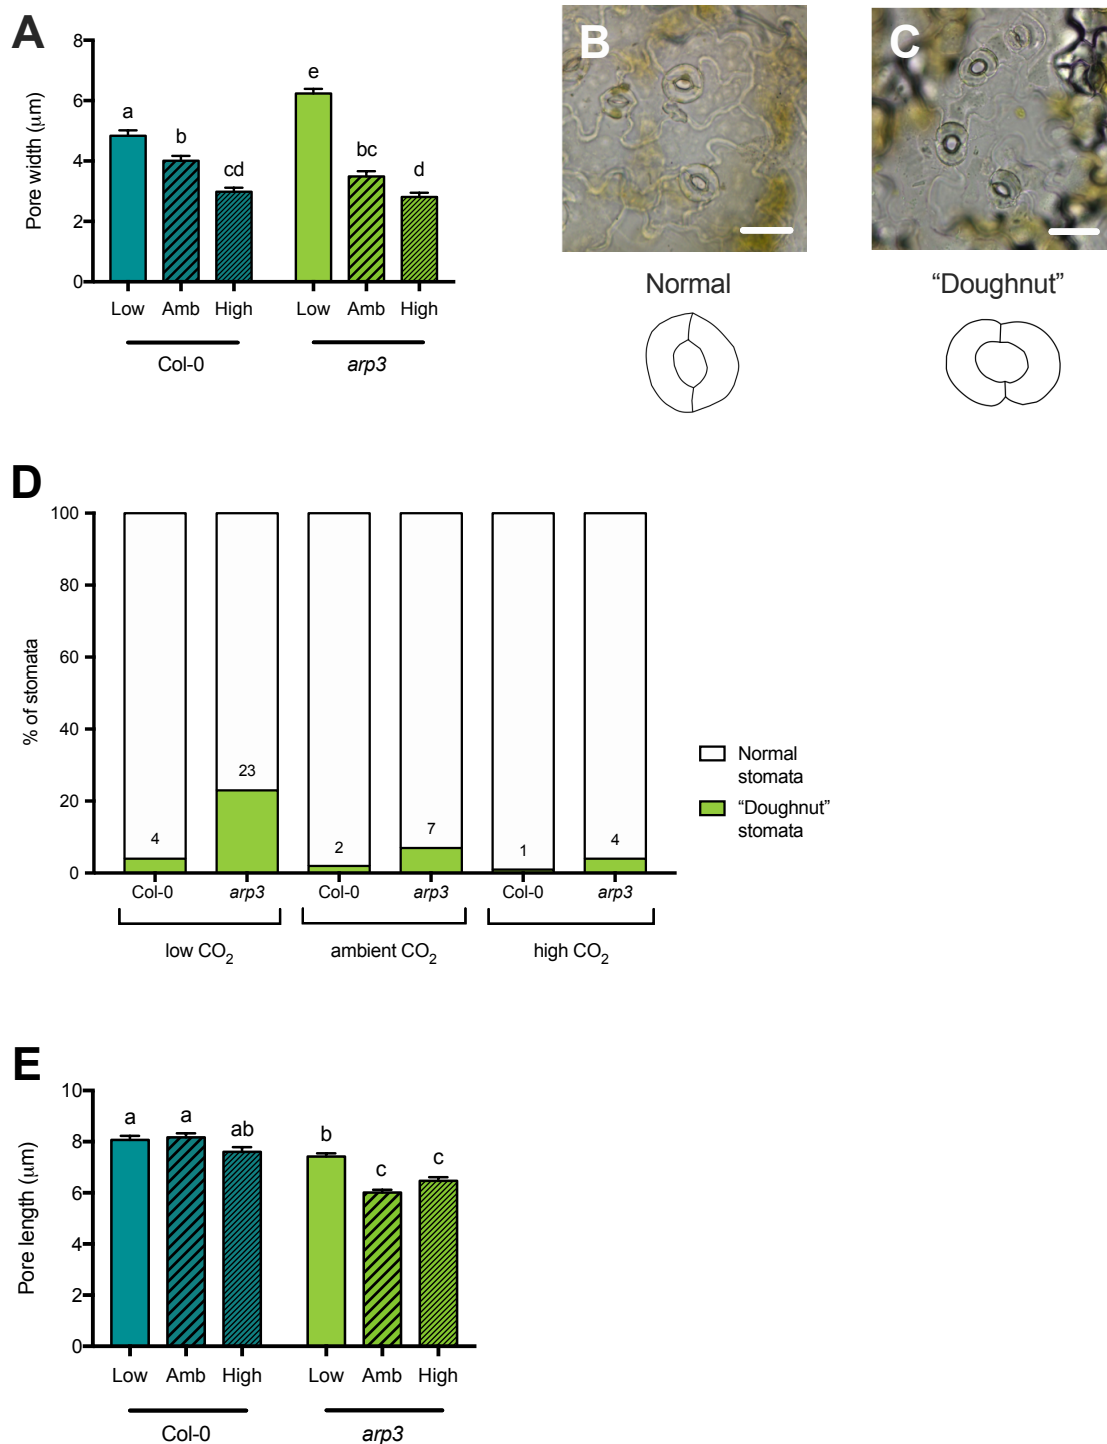 A
8
6
4
2
0
Pore width (μm)
a
b
cd
e
bc
d
Low Amb High Low Amb High
Col-0 arp3
B
Normal
C
“Doughnut”
D
100
80
60
40
20
0
% of stomata
4
23
2
7
1
4
Col-0 arp3 Col-0 arp3 Col-0 arp3
low CO2 ambient CO2 high CO2
Normal
stomata
“Doughnut”
stomata
E
10
8
6
4
2
0
Pore length (μm)
a
a
ab
b
c
c
Low Amb High Low Amb High
Col-0 arp3